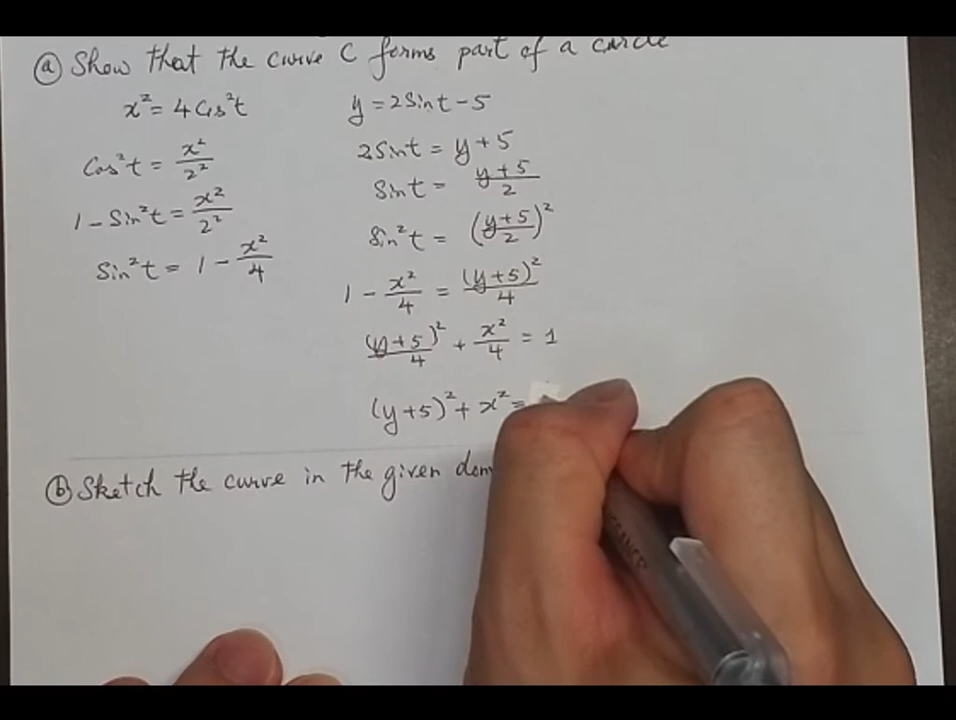 ⓐ Show that the curve C forms part of a circle
x² = 4 Cos²t
Cos²t = x²/2²
1 - Sin²t = x²/2²
Sin²t = 1 - x²/4
y = 2Sint - 5
2Sint = y + 5
Sint = (y+5)/2
Sin²t = ((y+5)/2)²
1 - x²/4 = (y+5)²/4
(y+5)²/4 + x²/4 = 1
(y+5)² + x² =
ⓑ Sketch the curve in the given dom